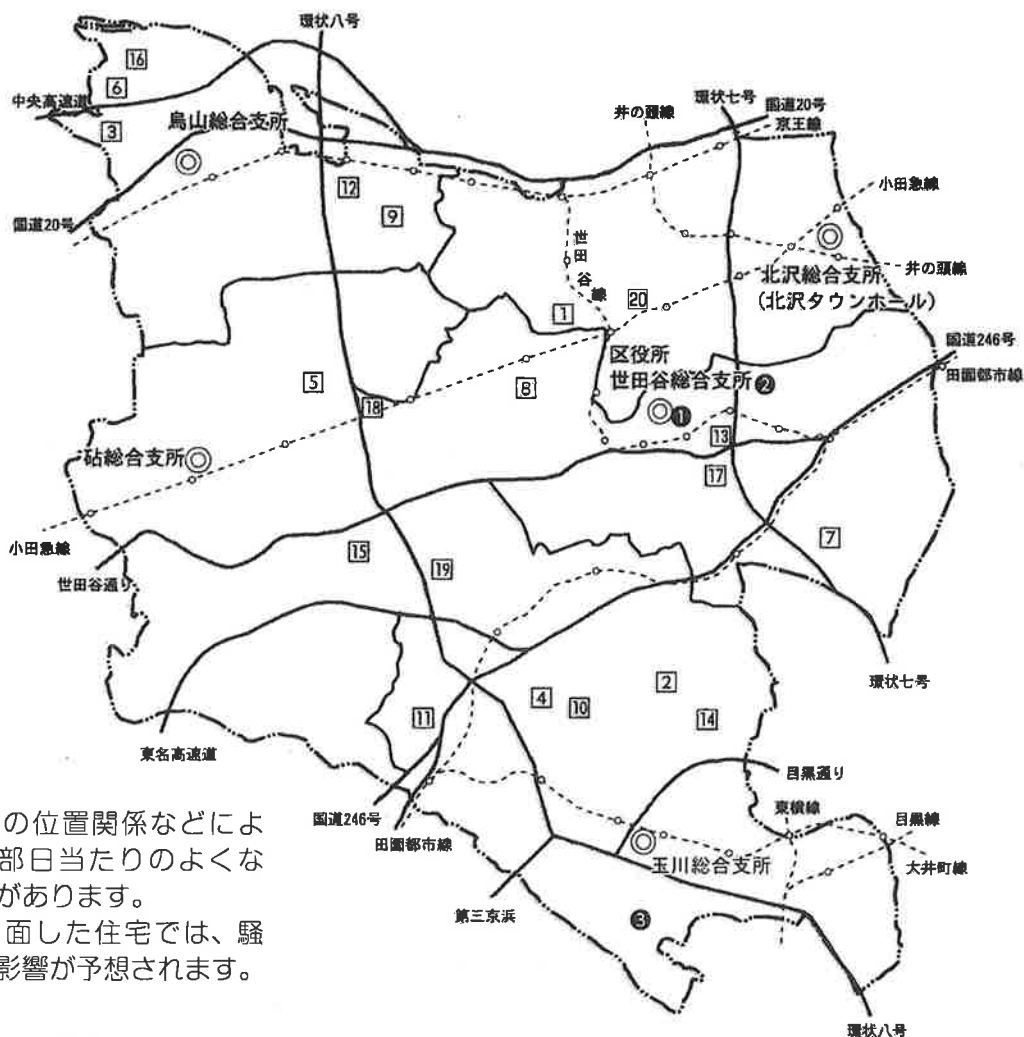 環状八号
16
6
中央高速道
3
烏山総合支所
国道20号
12
9
井の頭線
環状七号
国道20号
京王線
小田急線
世田谷線
北沢総合支所
(北沢タウンホール)
井の頭線
20
1
国道246号
田園都市線
区役所
世田谷総合支所
❷
❶
5
8
18
13
17
砧総合支所
小田急線
世田谷通り
15
19
7
環状七号
東名高速道
11
4
10
2
14
目黒通り
国道246号
田園都市線
東横線
目黒線
大井町線
玉川総合支所
第三京浜
❸
環状八号
の位置関係などによ
部日当たりのよくな
があります。
面した住宅では、騒
影響が予想されます。